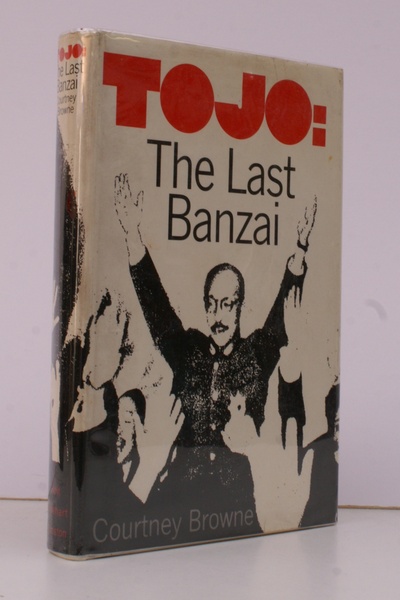 TOJO:
The Last
Banzai
Courtney Browne
TOJO:
The Last
Banzai
Courtney
Browne